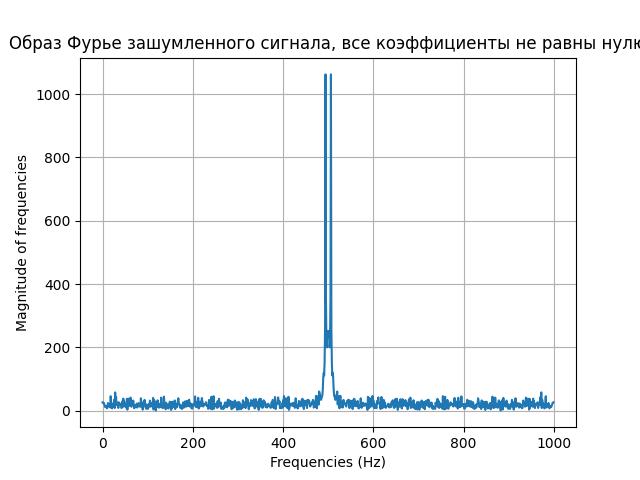 Образ Фурье зашумленного сигнала, все коэффициенты не равны нулю
1000
800
600
400
200
0
Magnitude of frequencies
0 200 400 600 800 1000
Frequencies (Hz)